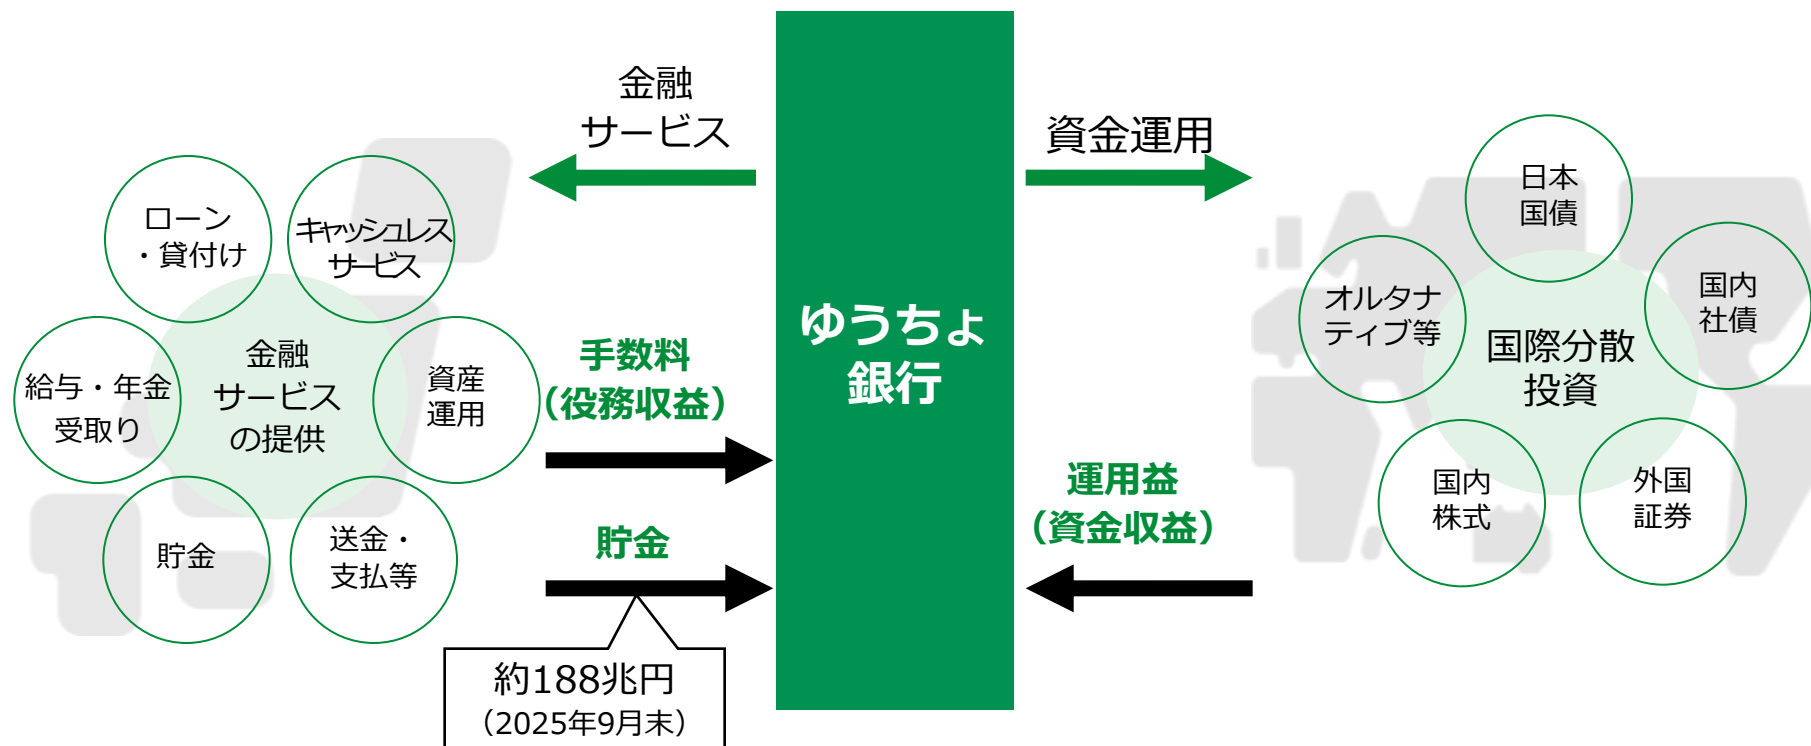 金融
サービス
ローン
・貸付け
キャッシュレス
サービス
給与・年金
受取り
金融
サービス
の提供
資産
運用
貯金
送金・
支払等
手数料
（役務収益）
貯金
約188兆円
（2025年9月末）
ゆうちょ
銀行
資金運用
運用益
（資金収益）
日本
国債
オルタナ
ティブ等
国内
社債
国際分散
投資
国内
株式
外国
証券